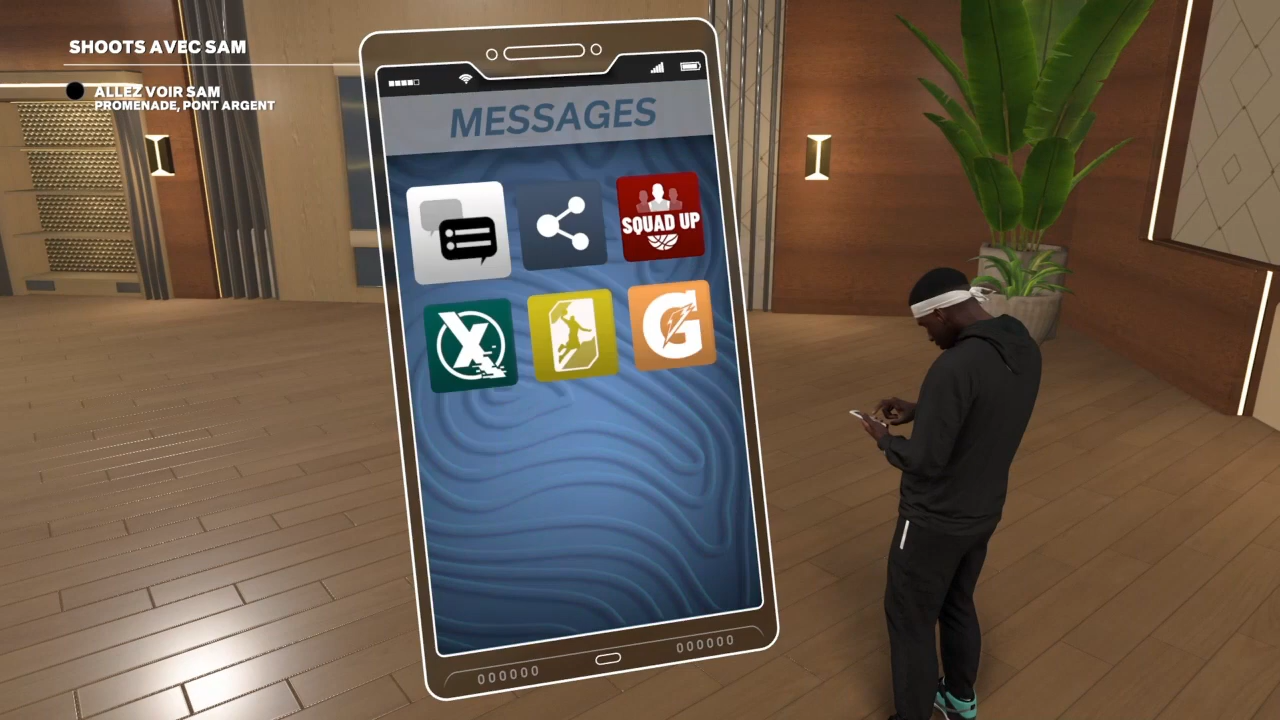 SHOOTS AVEC SAM
ALLEZ VOIR SAM
PROMENADE, PONT ARGENT
MESSAGES
SQUAD UP
X
G